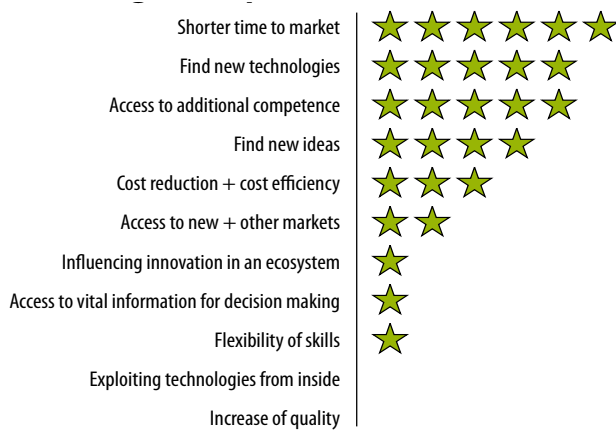 Shorter time to market
Find new technologies
Access to additional competence
Find new ideas
Cost reduction + cost efficiency
Access to new + other markets
Influencing innovation in an ecosystem
Access to vital information for decision making
Flexibility of skills
Exploiting technologies from inside
Increase of quality